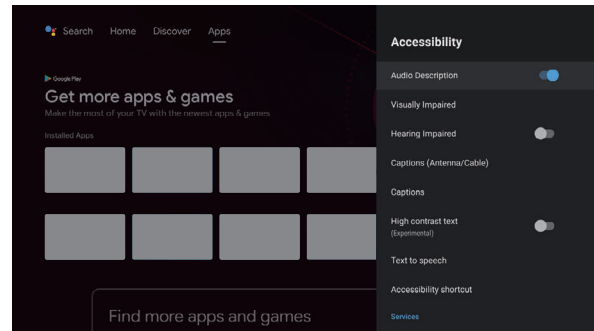 Search Home Discover Apps
Google Play
Get more apps & games
Make the most of your TV with the newest apps & games
Installed Apps
Find more apps and games
Accessibility
Audio Description
Visually Impaired
Hearing Impaired
Captions (Antenna/Cable)
Captions
High contrast text
(Experimental)
Text to speech
Accessibility shortcut
Services